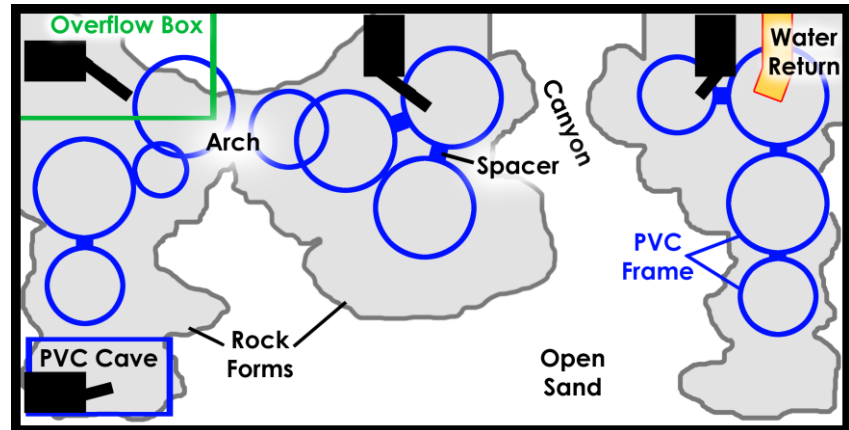 Overflow Box
Water
Return
Canyon
Arch
Spacer
PVC
Frame
Rock
Forms
PVC Cave
Open
Sand